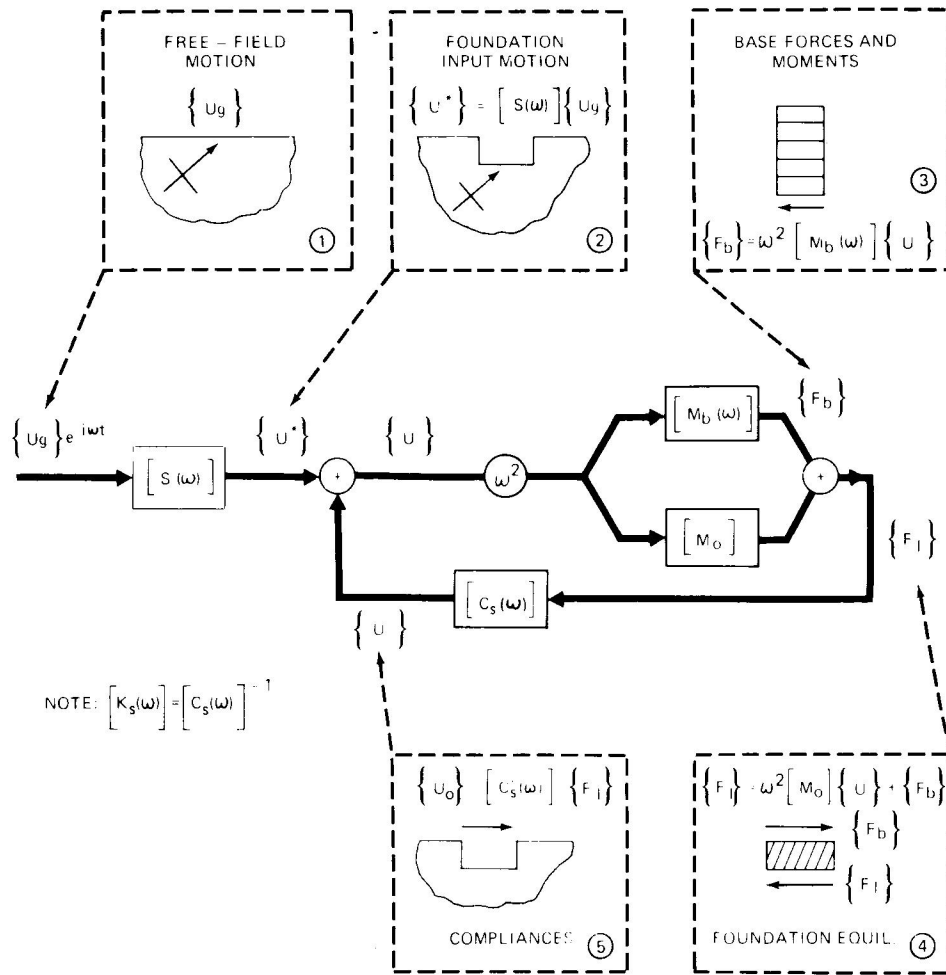 FREE – FIELD
MOTION
{Ug}
①
FOUNDATION
INPUT MOTION
{U*} = [S(ω)]{Ug}
②
BASE FORCES AND
MOMENTS
③
{Fb}=ω² [Mb(ω)]{U}
{Ug}e iωt
[S(ω)]
{U*}
+
{U}
ω²
[Mb(ω)]
[Mo]
{Fb}
+
{FI}
[Cs(ω)]
{U}
NOTE: [Ks(ω)]=[Cs(ω)]⁻¹
{Uo} [Cs(ω)] {FI}
COMPLIANCES
⑤
{FI} = ω²[Mo]{U} + {Fb}
{Fb}
{FI}
FOUNDATION EQUIL.
④